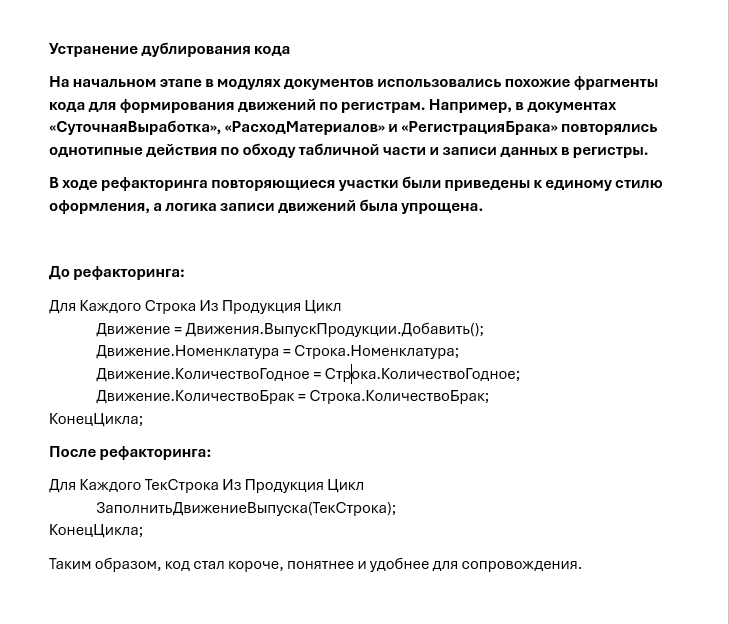 Устранение дублирования кода
На начальном этапе в модулях документов использовались похожие фрагменты
кода для формирования движений по регистрам. Например, в документах
«СуточнаяВыработка», «РасходМатериалов» и «РегистрацияБрака» повторялись
однотипные действия по обходу табличной части и записи данных в регистры.
В ходе рефакторинга повторяющиеся участки были приведены к единому стилю
оформления, а логика записи движений была упрощена.
До рефакторинга:
Для Каждого Строка Из Продукция Цикл
Движение = Движения.ВыпускПродукции.Добавить();
Движение.Номенклатура = Строка.Номенклатура;
Движение.КоличествоГодное = Строка.КоличествоГодное;
Движение.КоличествоБрак = Строка.КоличествоБрак;
КонецЦикла;
После рефакторинга:
Для Каждого ТекСтрока Из Продукция Цикл
ЗаполнитьДвижениеВыпуска(ТекСтрока);
КонецЦикла;
Таким образом, код стал короче, понятнее и удобнее для сопровождения.